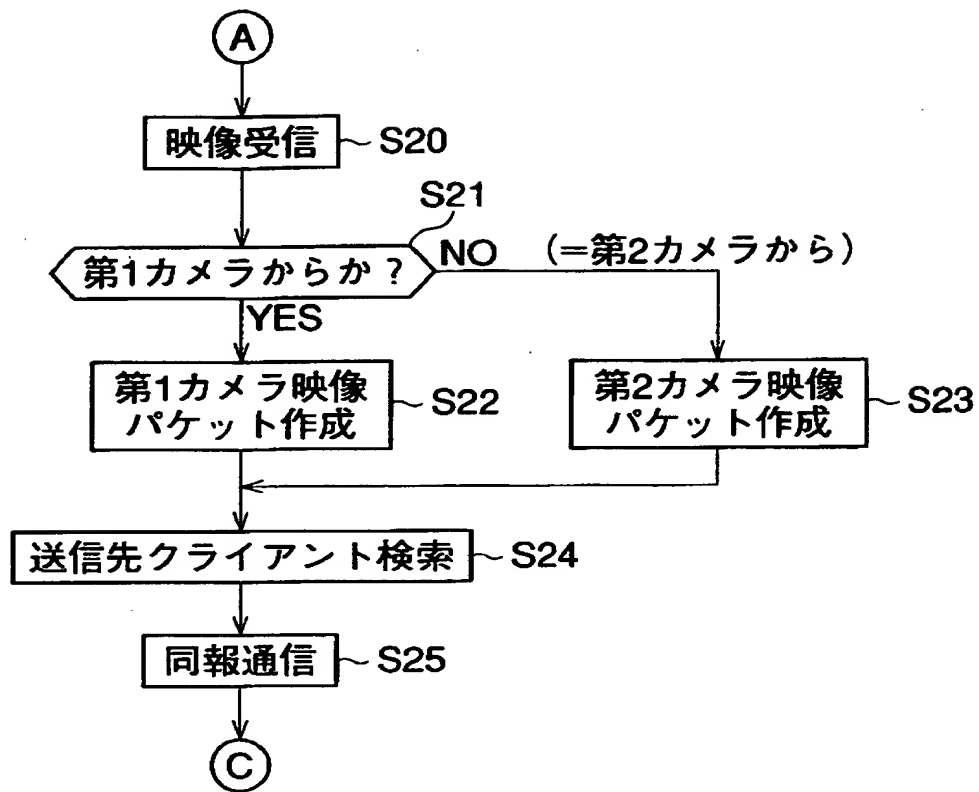 A
映像受信
S20
S21
第1カメラからか?
NO
(=第2カメラから)
YES
第1カメラ映像
パケット作成
S22
第2カメラ映像
パケット作成
S23
送信先クライアント検索
S24
同報通信
S25
C